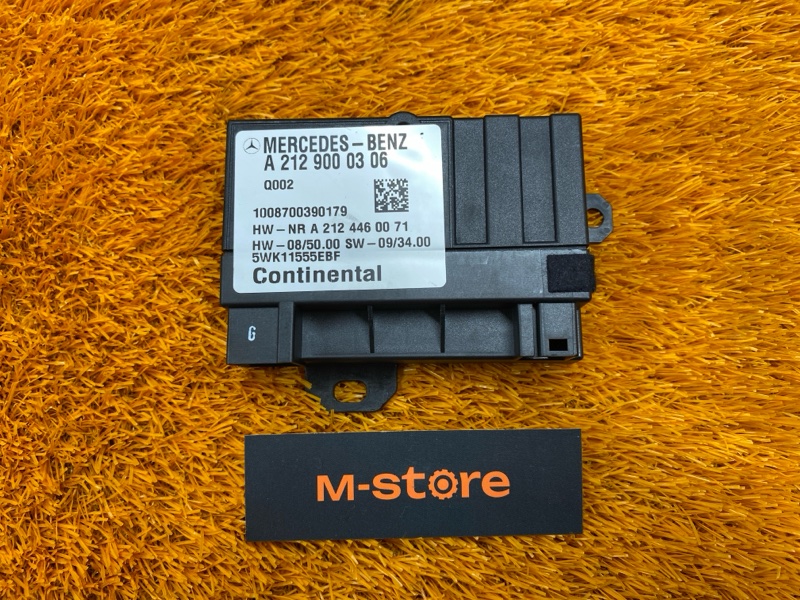 MERCEDES-BENZ
A 212 900 03 06
Q002
1008700390179
HW-NR A 212 446 00 71
HW-08/50.00 SW-09/34.00
5WK11555EBF
Continental
G
M-store